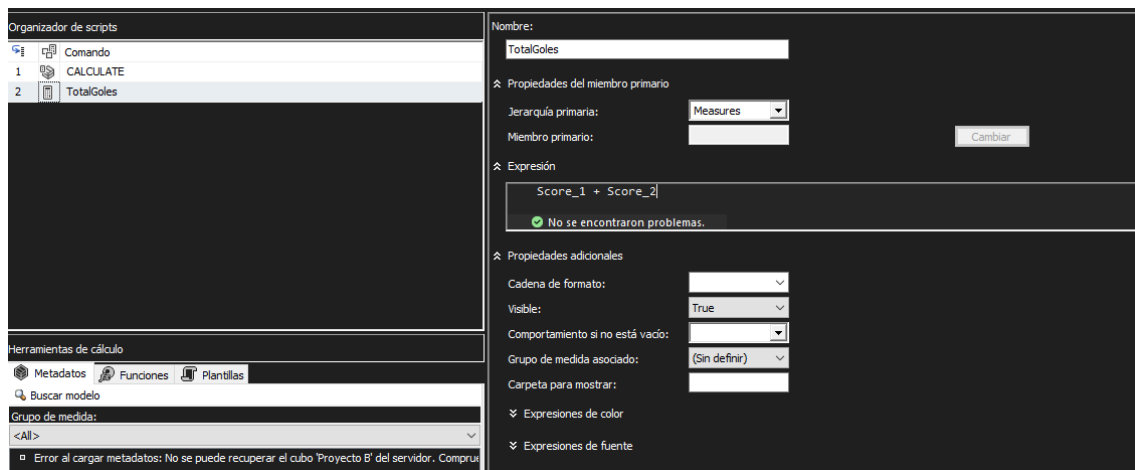 Organizador de scripts
Comando
1 CALCULATE
2 TotalGoles
Herramientas de cálculo
Metadatos Funciones Plantillas
Buscar modelo
Grupo de medida:
<All>
Error al cargar metadatos: No se puede recuperar el cubo 'Proyecto B' del servidor. Comprue
Nombre:
TotalGoles
Propiedades del miembro primario
Jerarquía primaria: Measures
Miembro primario: Cambiar
Expresión
Score_1 + Score_2
No se encontraron problemas.
Propiedades adicionales
Cadena de formato:
Visible: True
Comportamiento si no está vacío:
Grupo de medida asociado: (Sin definir)
Carpeta para mostrar:
Expresiones de color
Expresiones de fuente